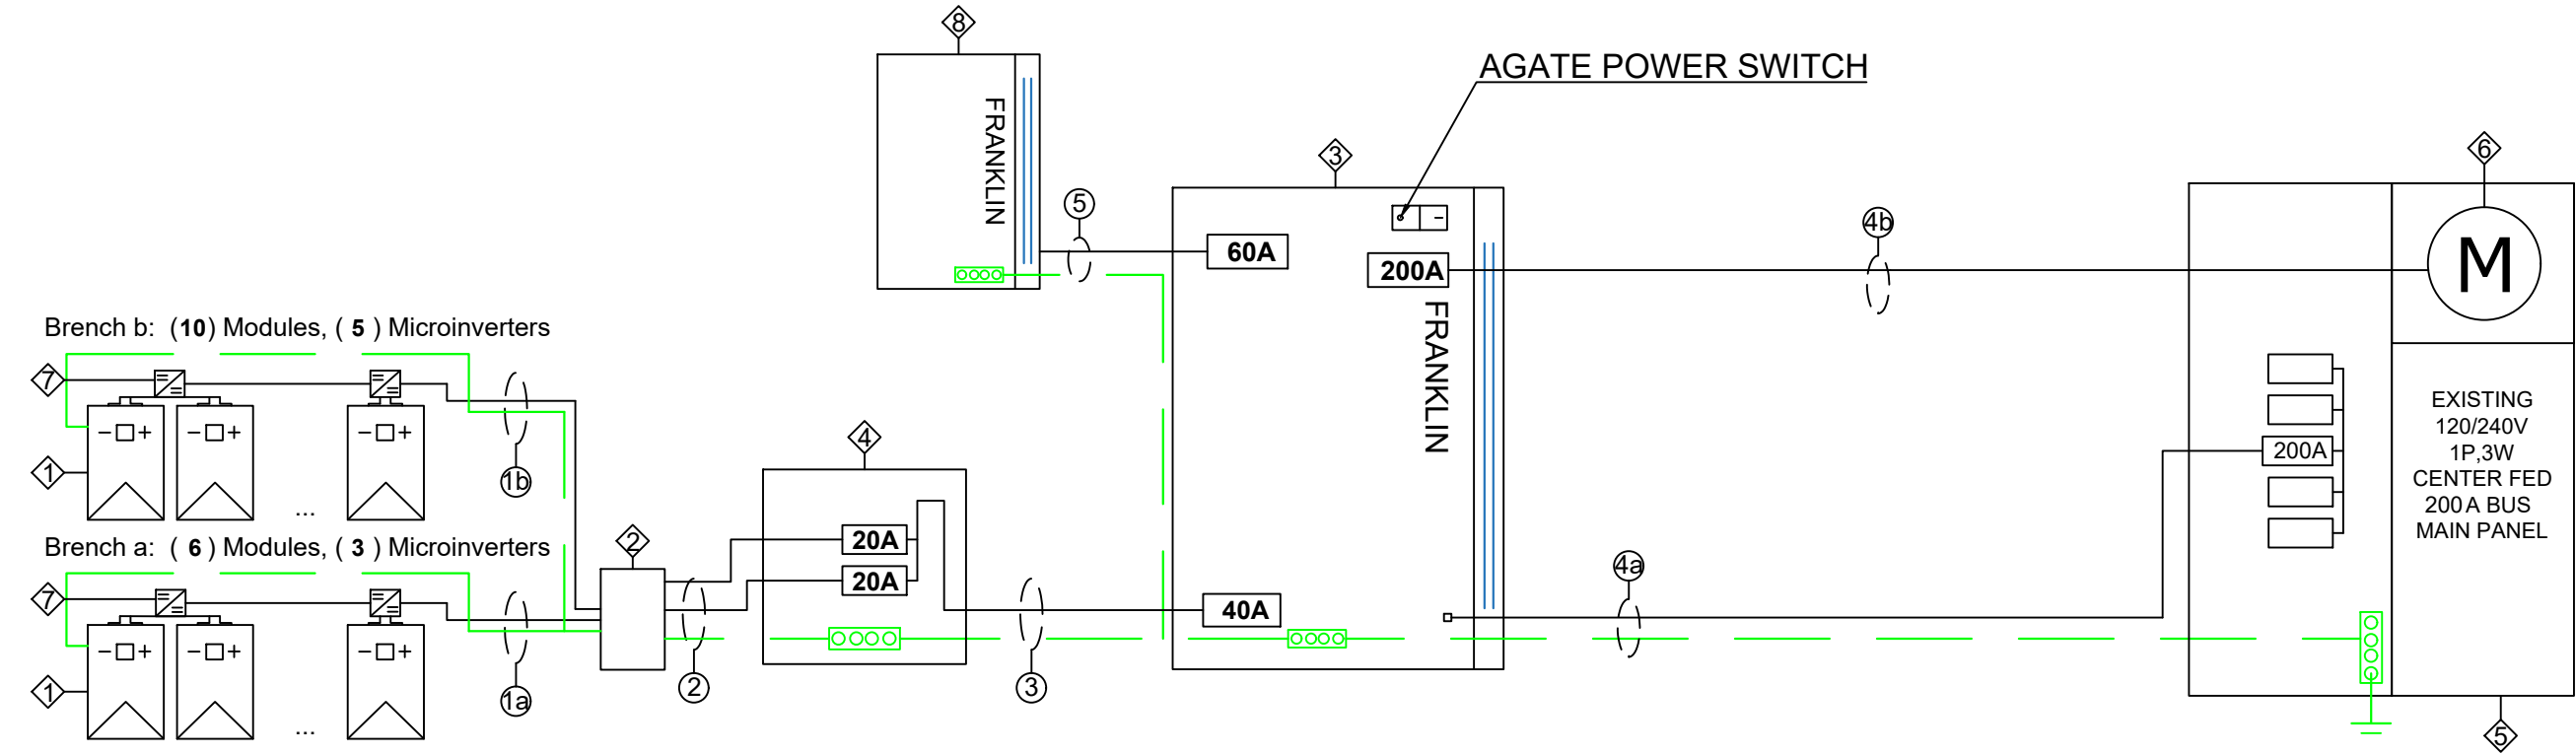 8
AGATE POWER SWITCH
FRANKLIN
3
6
5
4b
60A
200A
M
FRANKLIN
Brench b: (10) Modules, ( 5 ) Microinverters
7
- +
- +
- +
1
...
1b
4
200A
EXISTING
120/240V
1P,3W
CENTER FED
200A BUS
MAIN PANEL
Brench a: ( 6 ) Modules, ( 3 ) Microinverters
2
20A
20A
7
4a
40A
- +
- +
- +
1
...
1a
2
3
5